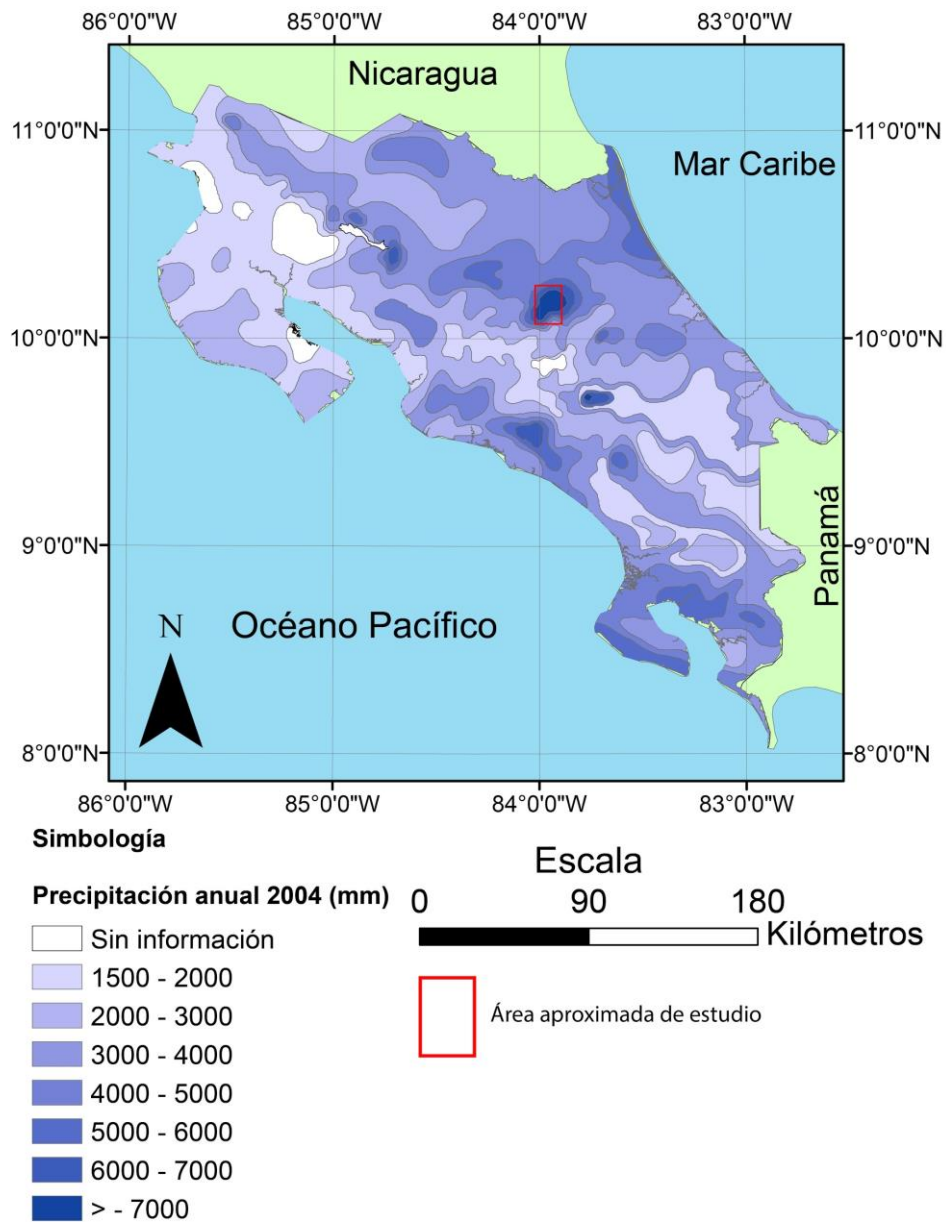 86°0'0"W 85°0'0"W 84°0'0"W 83°0'0"W
Nicaragua
11°0'0"N 11°0'0"N
Mar Caribe
10°0'0"N 10°0'0"N
9°0'0"N 9°0'0"N
Panamá
N
Océano Pacífico
8°0'0"N 8°0'0"N
86°0'0"W 85°0'0"W 84°0'0"W 83°0'0"W
Simbología
Precipitación anual 2004 (mm)
Sin información
1500 - 2000
2000 - 3000
3000 - 4000
4000 - 5000
5000 - 6000
6000 - 7000
> - 7000
Escala
0 90 180
Kilómetros
Área aproximada de estudio